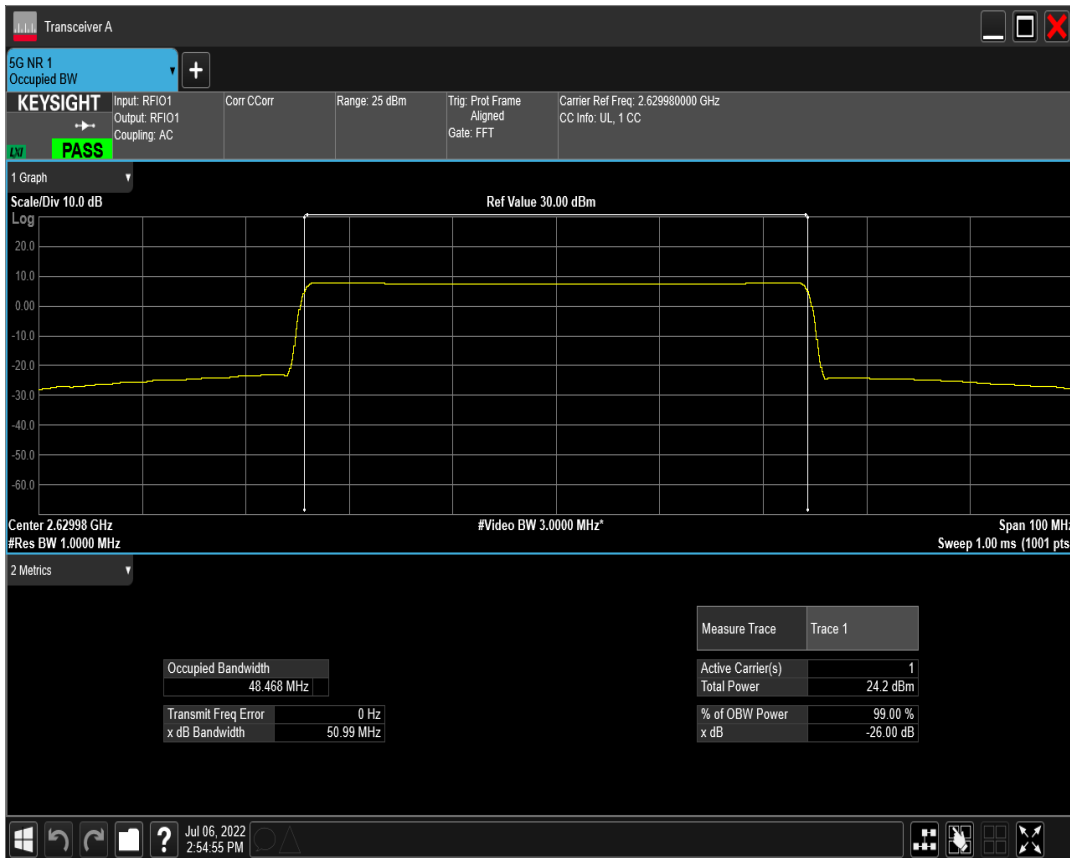 Transceiver A
5G NR 1
Occupied BW
+
KEYSIGHT
LXI
PASS
Input: RFIO1
Output: RFIO1
Coupling: AC
Corr CCorr
Range: 25 dBm
Trig: Prot Frame
Aligned
Gate: FFT
Carrier Ref Freq: 2.629980000 GHz
CC Info: UL, 1 CC
1 Graph
Scale/Div 10.0 dB
Ref Value 30.00 dBm
Log
20.0
10.0
0.00
-10.0
-20.0
-30.0
-40.0
-50.0
-60.0
Center 2.62998 GHz
#Video BW 3.0000 MHz*
Span 100 MHz
#Res BW 1.0000 MHz
Sweep 1.00 ms (1001 pts
2 Metrics
Measure Trace Trace 1
Occupied Bandwidth
48.468 MHz
Active Carrier(s) 1
Total Power 24.2 dBm
Transmit Freq Error 0 Hz
x dB Bandwidth 50.99 MHz
% of OBW Power 99.00 %
x dB -26.00 dB
?
Jul 06, 2022
2:54:55 PM